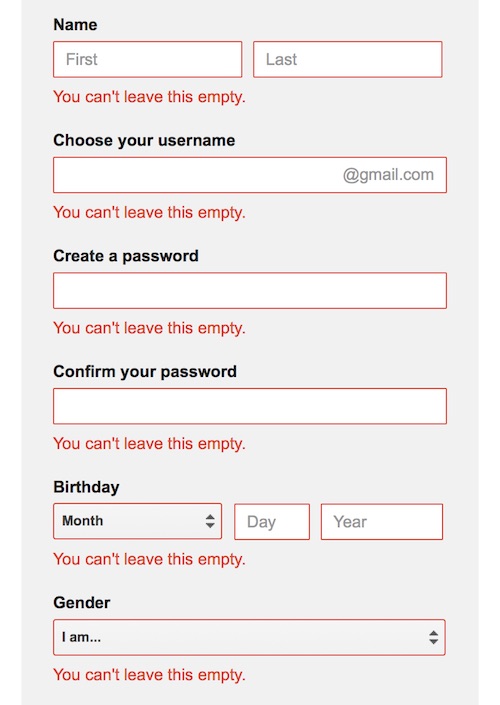 Name
First Last
You can't leave this empty.
Choose your username
@gmail.com
You can't leave this empty.
Create a password
You can't leave this empty.
Confirm your password
You can't leave this empty.
Birthday
Month Day Year
You can't leave this empty.
Gender
I am...
You can't leave this empty.